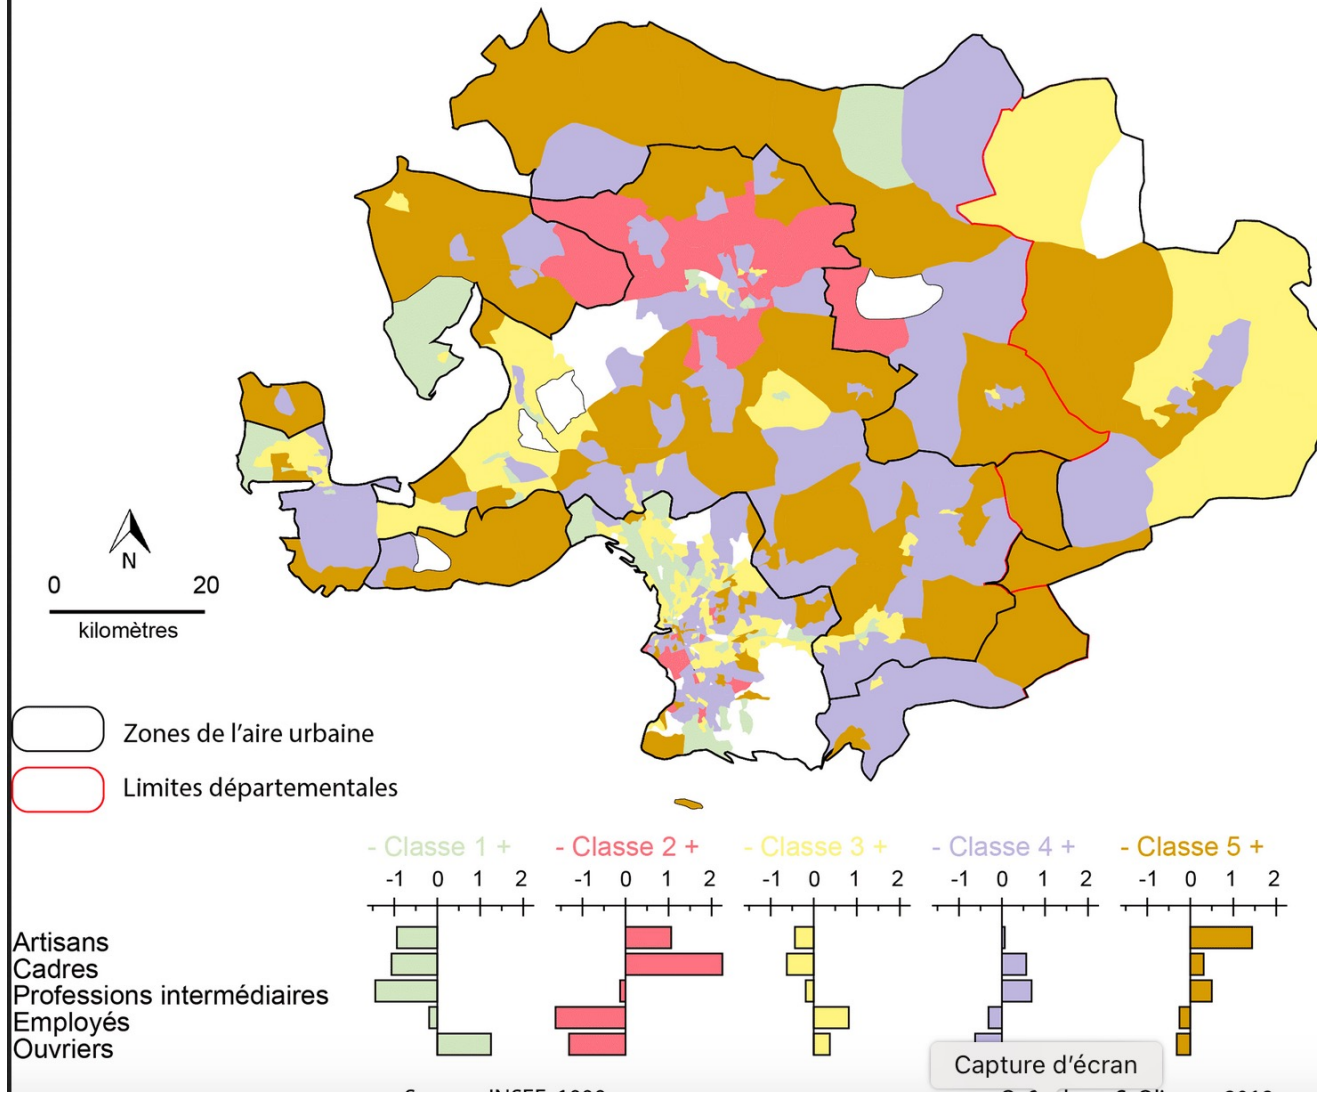 N
0 20
kilomètres
Zones de l'aire urbaine
Limites départementales
- Classe 1 + - Classe 2 + - Classe 3 + - Classe 4 + - Classe 5 +
-1 0 1 2 -1 0 1 2 -1 0 1 2 -1 0 1 2 -1 0 1 2
Artisans
Cadres
Professions intermédiaires
Employés
Ouvriers
Capture d'écran